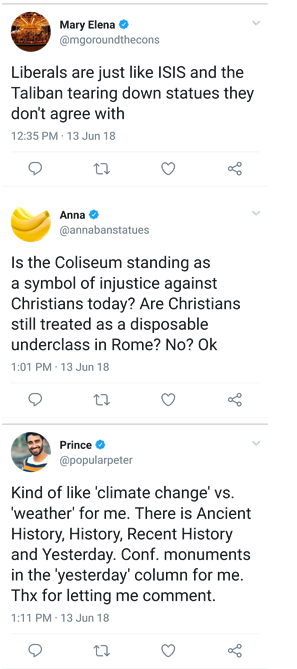 Mary Elena
@mgoroundthecons
Liberals are just like ISIS and the
Taliban tearing down statues they
don't agree with
12:35 PM · 13 Jun 18
Anna
@annabanstatues
Is the Coliseum standing as
a symbol of injustice against
Christians today? Are Christians
still treated as a disposable
underclass in Rome? No? Ok
1:01 PM · 13 Jun 18
Prince
@popularpeter
Kind of like 'climate change' vs.
'weather' for me. There is Ancient
History, History, Recent History
and Yesterday. Conf. monuments
in the 'yesterday' column for me.
Thx for letting me comment.
1:11 PM · 13 Jun 18